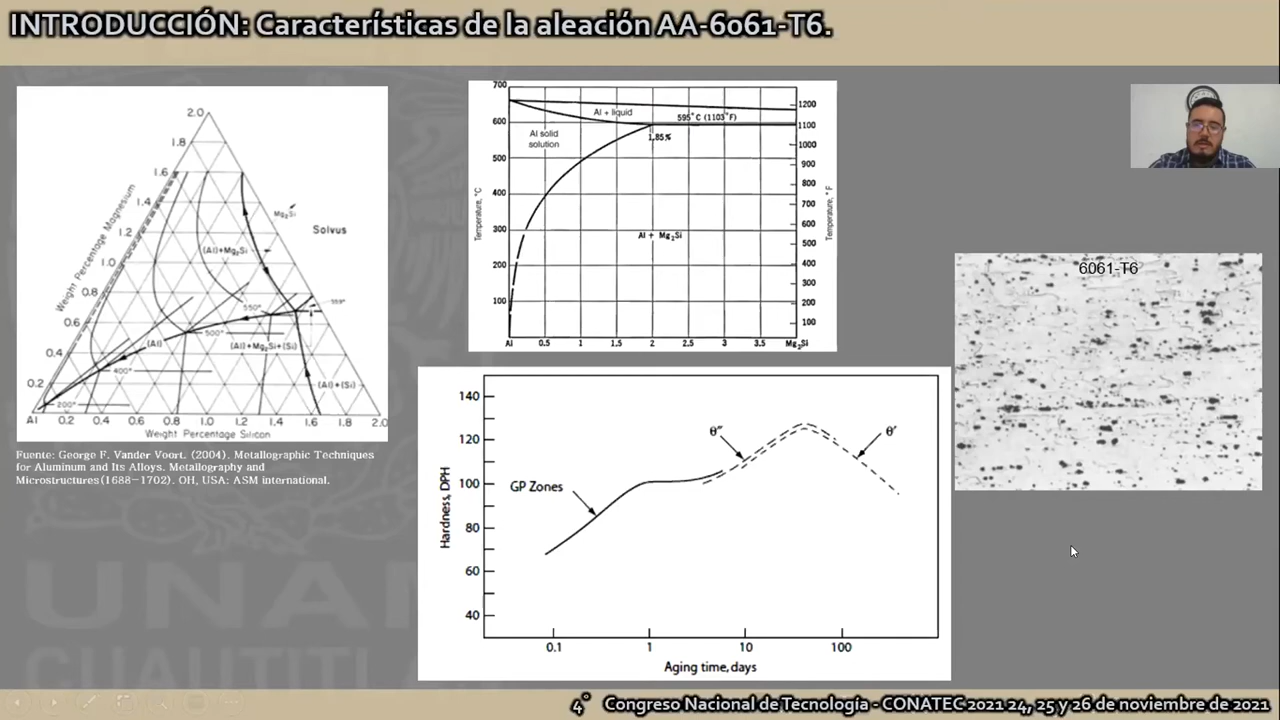 INTRODUCCIÓN: Características de la aleación AA-6061-T6.
2.0
1.8
1.6
1.4
1.2
1.0
0.8
0.6
0.4
0.2
Weight Percentage Magnesium
Mg₂Si
Solvus
(Al)+Mg₂Si
550°
559°
500°
(Al)
(Al)+Mg₂Si+(Si)
400°
(Al)+(Si)
200°
Al 0.2 0.4 0.6 0.8 1.0 1.2 1.4 1.6 1.8 2.0
Weight Percentage Silicon
Fuente: George F. Vander Voort. (2004). Metallographic Techniques
for Aluminum and Its Alloys. Metallography and
Microstructures(1688-1702). OH, USA: ASM international.
700
600
500
400
300
200
100
Temperature, °C
Al + liquid
595°C (1103°F)
Al solid
solution
1,85%
Al + Mg₂Si
1200
1100
1000
900
800
700
600
500
400
300
200
100
Temperature, °F
Al 0.5 1 1.5 2 2.5 3 3.5 Mg₂Si
140
120
100
80
60
40
Hardness, DPH
GP Zones
θ″
θ′
0.1 1 10 100
Aging time, days
6061-T6
UNAM
CUAUTITLÁN
4° Congreso Nacional de Tecnología - CONATEC 2021 24, 25 y 26 de noviembre de 2021